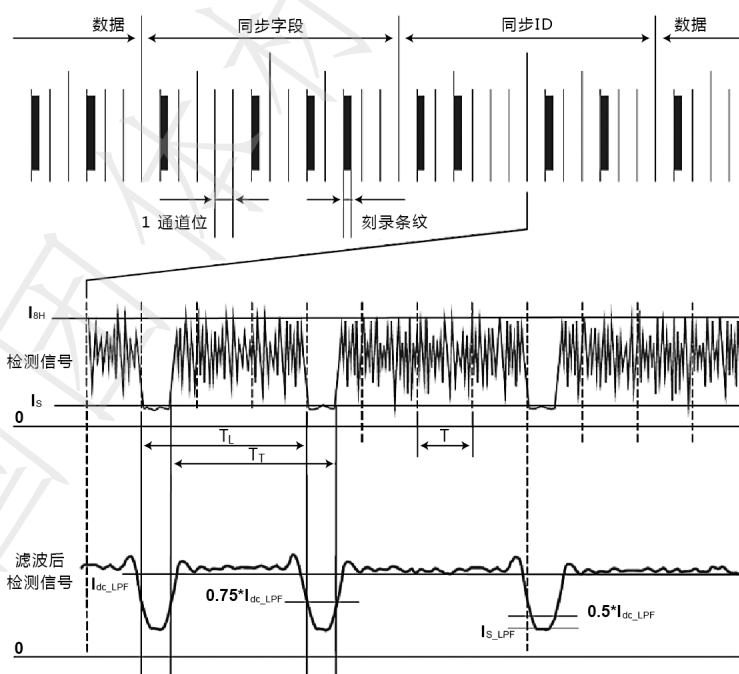 数据
同步字段
同步ID
数据
1 通道位
刻录条纹
I8H
检测信号
IS
0
TL
TT
T
滤波后
检测信号
Idc_LPF
0.75*Idc_LPF
0.5*Idc_LPF
IS_LPF
0